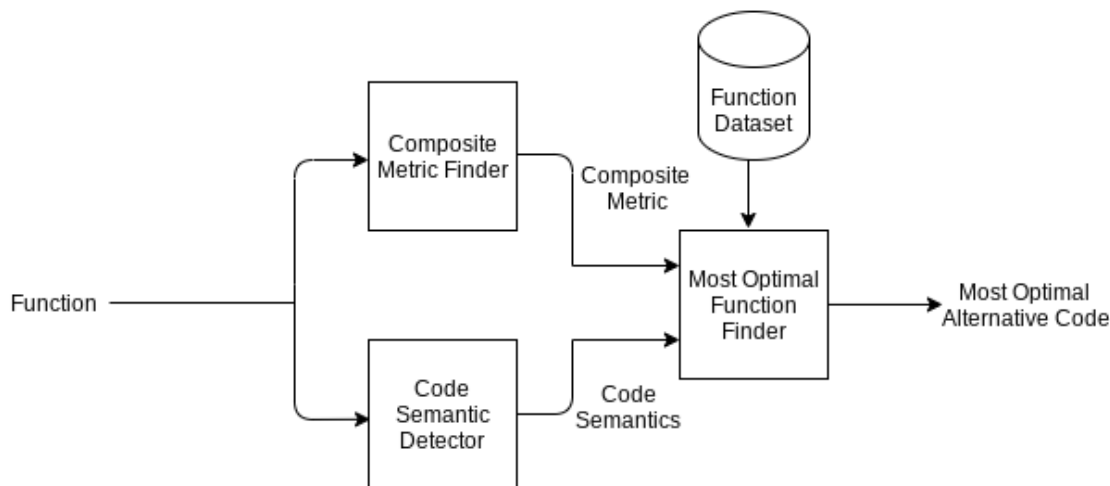 Function
Dataset
Composite
Metric Finder
Composite
Metric
Function
Most Optimal
Function
Finder
Most Optimal
Alternative Code
Code
Semantic
Detector
Code
Semantics